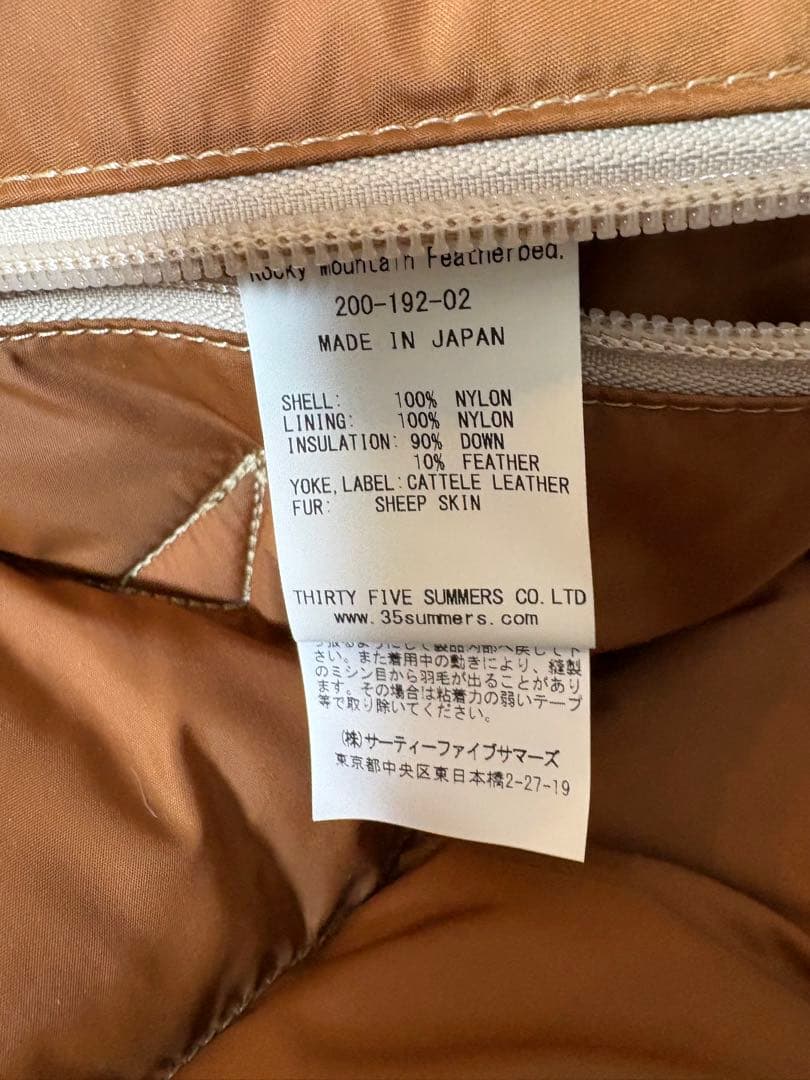 Rocky Mountain Featherbed.
200-192-02
MADE IN JAPAN
SHELL: 100% NYLON
LINING: 100% NYLON
INSULATION: 90% DOWN
10% FEATHER
YOKE, LABEL: CATTELE LEATHER
FUR: SHEEP SKIN
THIRTY FIVE SUMMERS CO. LTD
www.35summers.com
さい。また着用中の動きにより、縫製
のミシン目から羽毛が出ることがあり
ます。その場合は粘着力の弱いテープ
等で取り除いてください。
(株)サーティーファイブサマーズ
東京都中央区東日本橋2-27-19